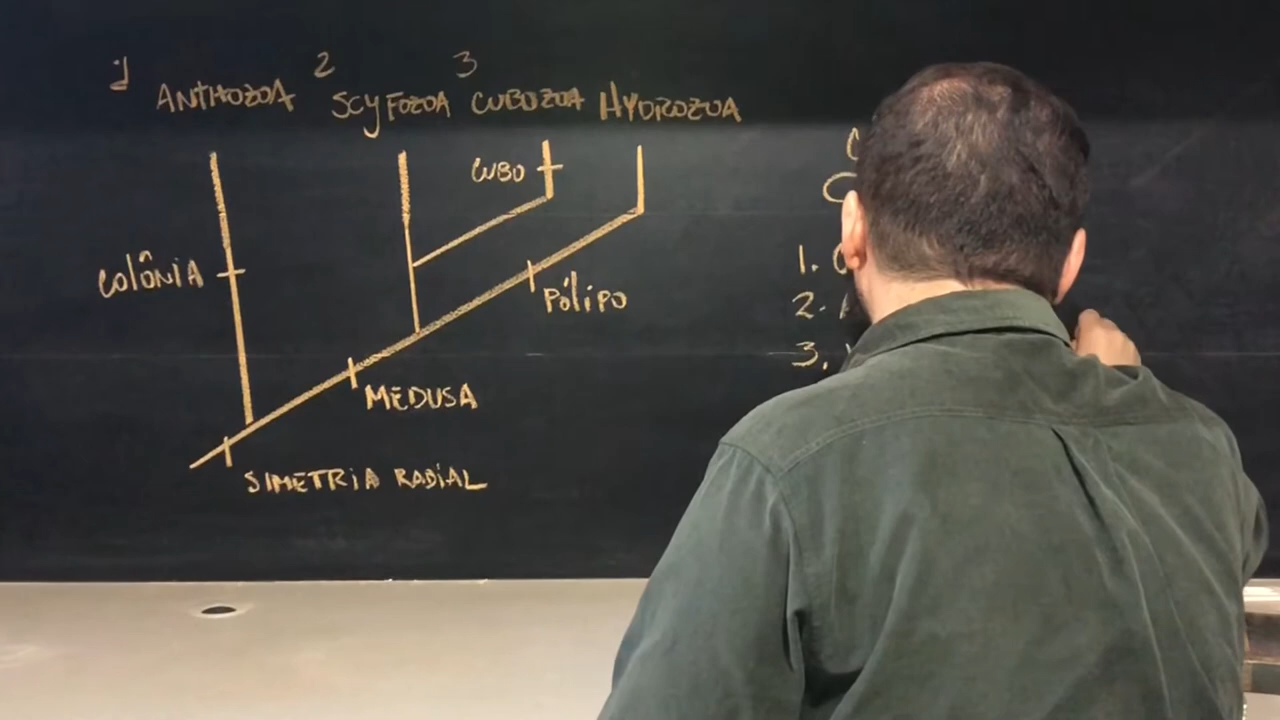 1 2 3
ANTHOZOA SCYFOZOA CUBOZOA HYDROZOA
CUBO
COLÔNIA
PÓLIPO
MEDUSA
SIMETRIA RADIAL
1.
2.
3.